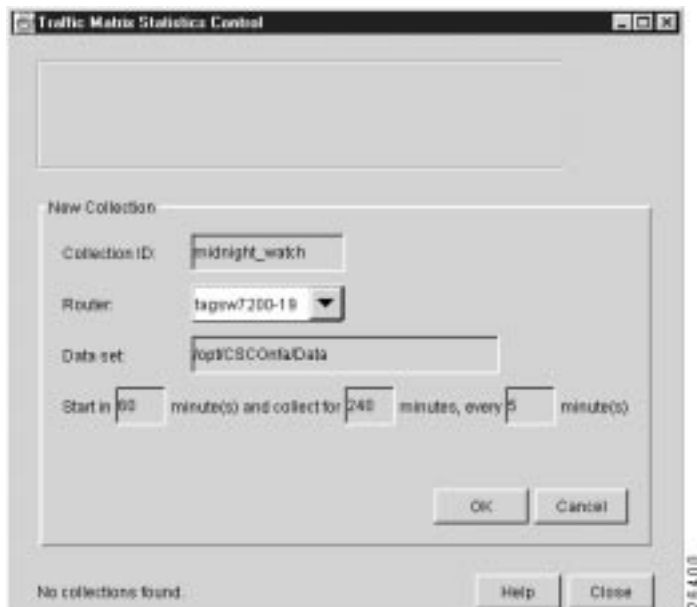 Traffic Matrix Statistics Control
New Collection
Collection ID: midnight_watch
Router: tagsw7200-19
Data set: /opt/CSCOnfa/Data
Start in 60 minute(s) and collect for 240 minutes, every 5 minute(s)
OK Cancel
No collections found. Help Close
26400